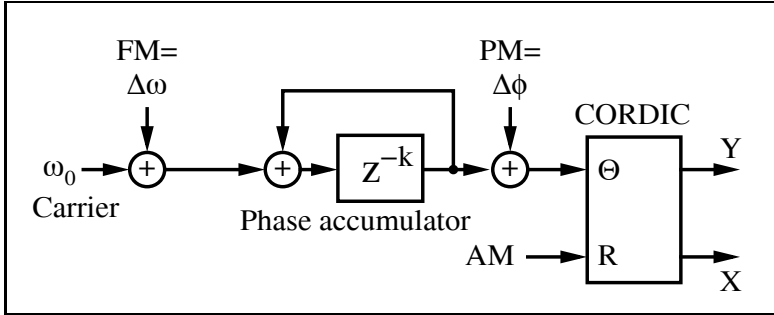 FM=
Δω
PM=
Δϕ
CORDIC
ω₀
+
+
z⁻ᵏ
+
Θ
Y
Carrier
Phase accumulator
AM
R
X